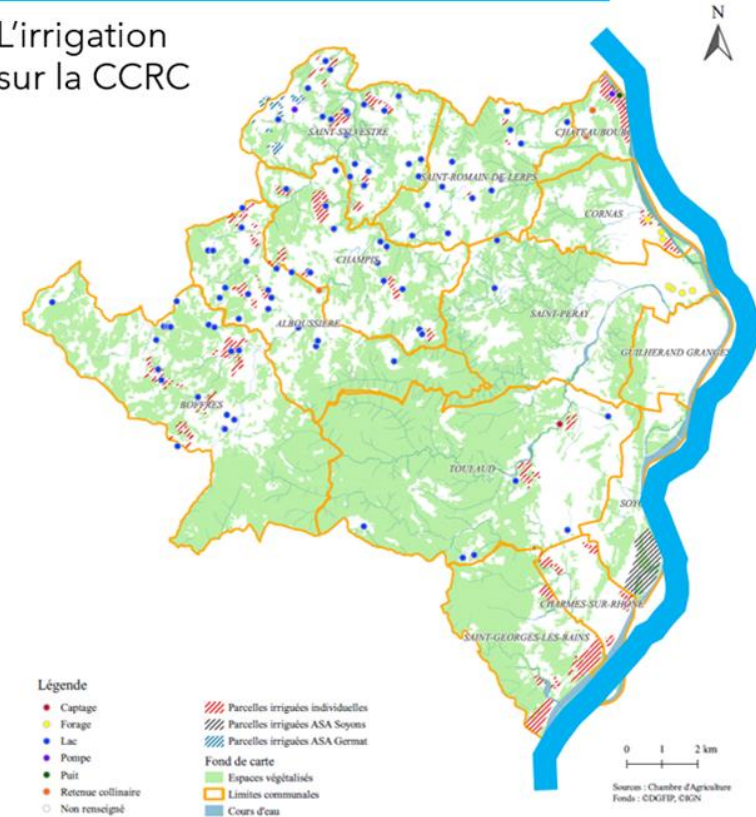 L'irrigation
sur la CCRC
N
SAINT-SYLVESTRE
CHATEAUBOURG
SAINT-ROMAIN-DE-LERPS
CORNAS
CHAMPIS
SAINT-PERAY
ALBOUSSIERE
GUILHERAND GRANGES
BOFFRES
TOULAUD
SOYONS
CHARMES-SUR-RHONE
SAINT-GEORGES-LES-BAINS
Légende
Captage
Forage
Lac
Pompe
Puit
Retenue collinaire
Non renseigné
Parcelles irriguées individuelles
Parcelles irriguées ASA Soyons
Parcelles irriguées ASA Germat
Fond de carte
Espaces végétalisés
Limites communales
Cours d'eau
0 1 2 km
Sources : Chambre d'Agriculture
Fonds : ©DGFIP, ©IGN